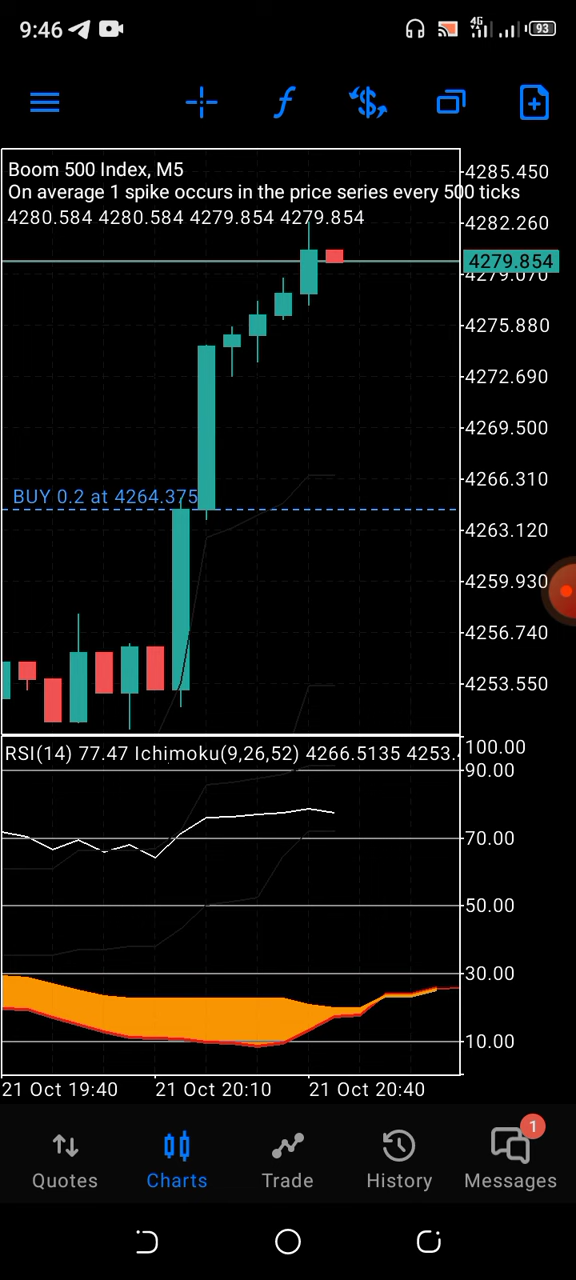 9:46 4G 93
Boom 500 Index, M5
On average 1 spike occurs in the price series every 500 ticks
4280.584 4280.584 4279.854 4279.854
4285.450
4282.260
4279.854
4279.070
4275.880
4272.690
4269.500
4266.310
BUY 0.2 at 4264.375
4263.120
4259.930
4256.740
4253.550
RSI(14) 77.47 Ichimoku(9,26,52) 4266.5135 4253.4
100.00
90.00
70.00
50.00
30.00
10.00
21 Oct 19:40 21 Oct 20:10 21 Oct 20:40
1
Quotes Charts Trade History Messages